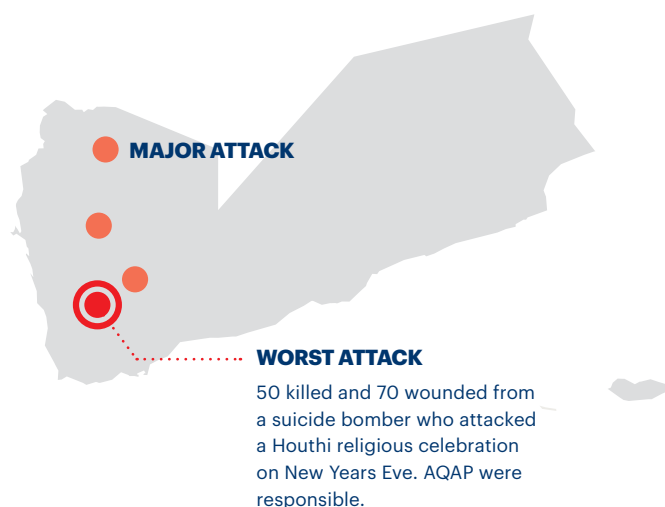 MAJOR ATTACK
WORST ATTACK
50 killed and 70 wounded from
a suicide bomber who attacked
a Houthi religious celebration
on New Years Eve. AQAP were
responsible.